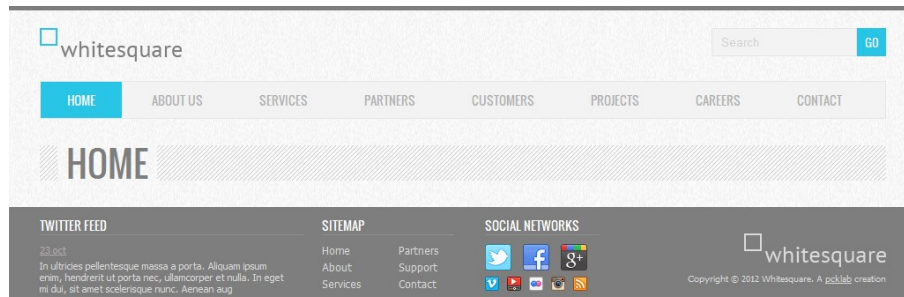 whitesquare
Search GO
HOME ABOUT US SERVICES PARTNERS CUSTOMERS PROJECTS CAREERS CONTACT
HOME
TWITTER FEED
23 oct
In ultricies pellentesque massa a porta. Aliquam ipsum
enim, hendrerit ut porta nec, ullamcorper et nulla. In eget
mi dui, sit amet scelerisque nunc. Aenean aug
SITEMAP
Home Partners
About Support
Services Contact
SOCIAL NETWORKS
f g+
v
whitesquare
Copyright © 2012 Whitesquare. A pcklab creation